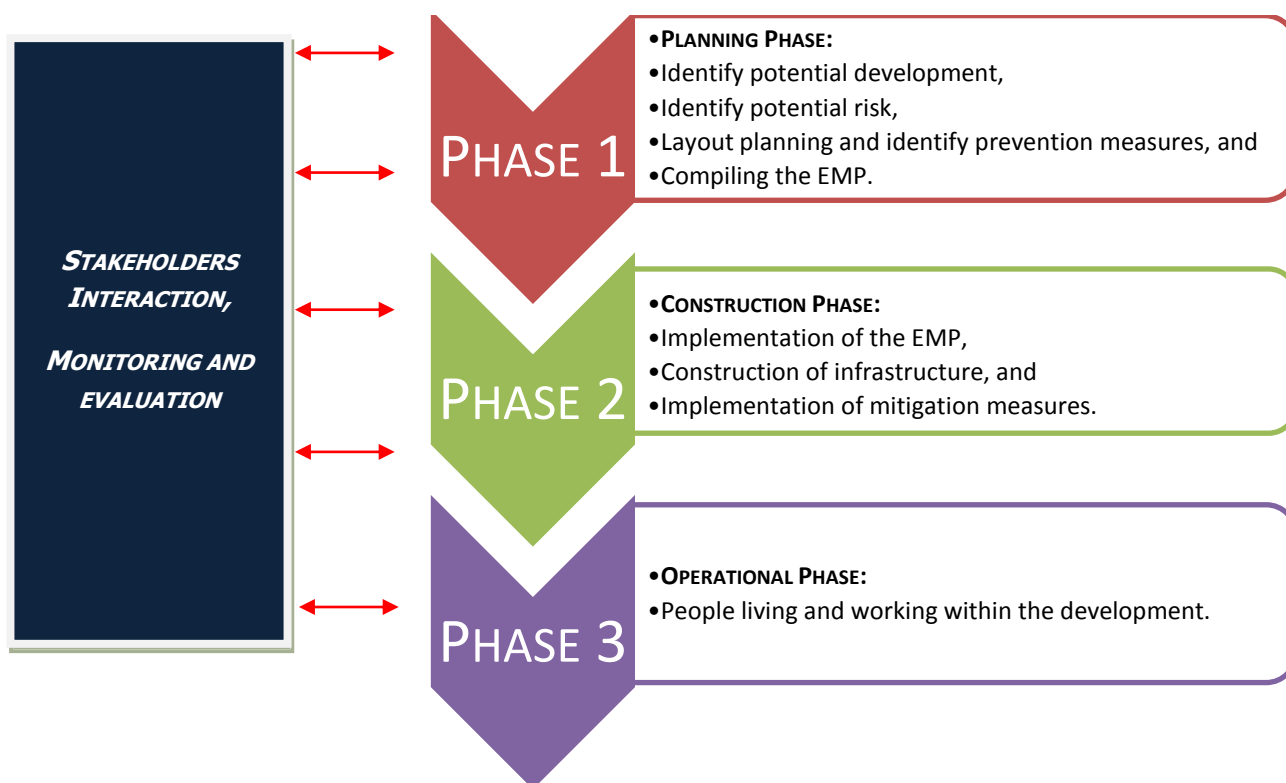 STAKEHOLDERS
INTERACTION,
MONITORING AND
EVALUATION
PHASE 1
•PLANNING PHASE:
•Identify potential development,
•Identify potential risk,
•Layout planning and identify prevention measures, and
•Compiling the EMP.
PHASE 2
•CONSTRUCTION PHASE:
•Implementation of the EMP,
•Construction of infrastructure, and
•Implementation of mitigation measures.
PHASE 3
•OPERATIONAL PHASE:
•People living and working within the development.